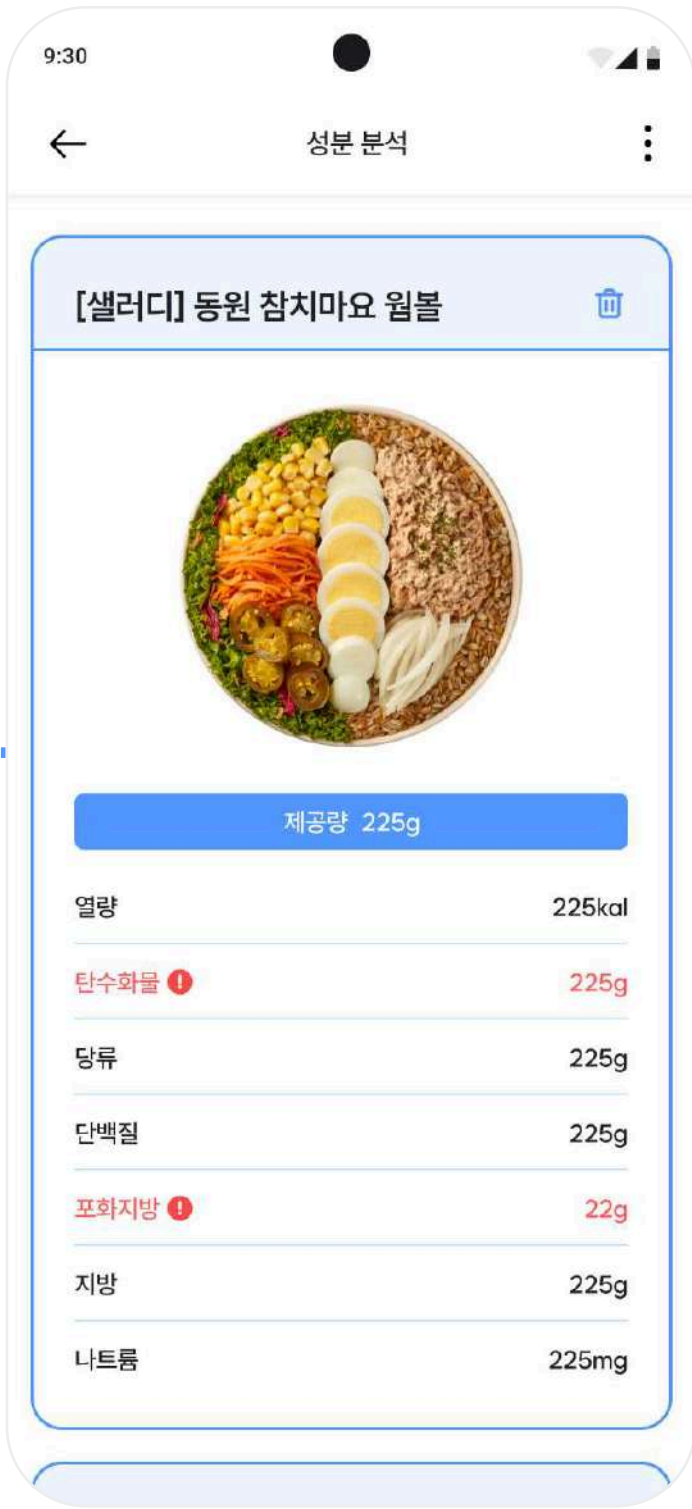 9:30
성분 분석
[샐러디] 동원 참치마요 웜볼
제공량 225g
열량 225kal
탄수화물 225g
당류 225g
단백질 225g
포화지방 22g
지방 225g
나트륨 225mg